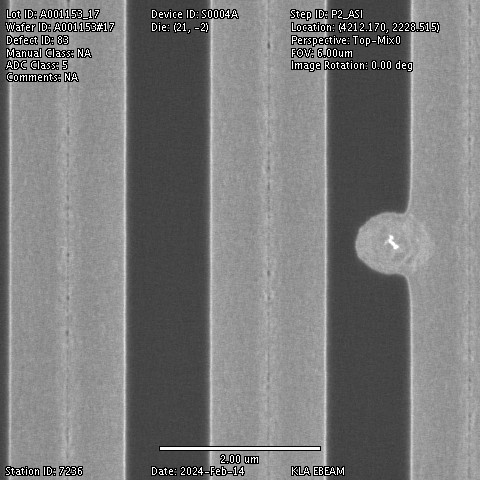 Lot ID: A001153_17
Wafer ID: A001153#17
Defect ID: 83
Manual Class: NA
ADC Class: 5
Comments: NA
Device ID: S0004A
Die: (21, -2)
Step ID: P2_ASI
Location: (4212.170, 2228.515)
Perspective: Top-Mix0
FOV: 6.00um
Image Rotation: 0.00 deg
2.00 um
Station ID: 7236
Date: 2024-Feb-14
KLA EBEAM